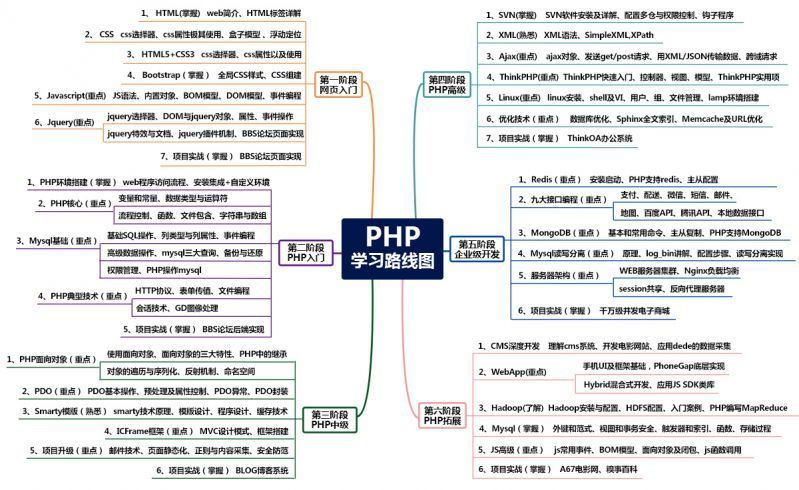 PHP
学习路线图
第一阶段
网页入门
1、 HTML(掌握) web简介、HTML标签详解
2、 CSS css选择器、css属性极其使用、盒子模型 、浮动定位
3、 HTML5+CSS3 css选择器、css属性以及使用
4、 Bootstrap ( 掌握 ) 全局CSS样式、CSS组建
5、Javascript(重点) JS语法、内置对象、BOM模型、DOM模型、事件编程
6、Jquery(重点)
jquery选择器、DOM与jquery对象、属性、事件操作
jquery特效与文档、jquery插件机制、BBS论坛页面实现
7、项目实战 ( 掌握 ) BBS论坛页面实现
第二阶段
PHP入门
1、PHP环境搭建 ( 掌握 ) web程序访问流程、安装集成+自定义环境
2、PHP核心 ( 重点 )
变量和常量、数据类型与运算符
流程控制、函数、文件包含、字符串与数组
3、Mysql基础 ( 重点 )
基础SQL操作、列类型与列属性、事件编程
高级数据操作、mysql三大查询、备份与还原
权限管理、PHP操作mysql
4、PHP典型技术 ( 重点 )
HTTP协议、表单传值、文件编程
会话技术、GD图像处理
5、项目实战 ( 掌握 ) BBS论坛后端实现
第三阶段
PHP中级
1、PHP面向对象 ( 重点 )
使用面向对象、面向对象的三大特性、PHP中的继承
对象的遍历与序列化、反射机制、命名空间
2、PDO ( 重点 ) PDO基本操作、预处理及属性控制、PDO异常、PDO封装
3、Smarty模版 ( 熟悉 ) smarty技术原理、模版设计、程序设计、缓存技术
4、ICFrame框架 ( 重点 ) MVC设计模式、框架搭建
5、项目升级 ( 重点 ) 邮件技术、页面静态化、正则与内容采集、安全防范
6、项目实战 ( 掌握 ) BLOG博客系统
第四阶段
PHP高级
1、SVN(掌握) SVN软件安装及详解、配置多仓与权限控制、钩子程序
2、XML(熟悉) XML语法、SimpleXML,XPath
3、Ajax(重点) ajax对象、发送get/post请求、用XML/JSON传输数据、跨域请求
4、ThinkPHP(重点) ThinkPHP快速入门、控制器、视图、模型、ThinkPHP实用项
5、Linux(重点) linux安装、shell及VI、用户、组、文件管理、lamp环境搭建
6、优化技术 ( 重点 ) 数据库优化、Sphinx全文索引、Memcache及URL优化
7、项目实战 ( 掌握 ) ThinkOA办公系统
第五阶段
企业级开发
1、Redis ( 重点 ) 安装启动、PHP支持redis、主从配置
2、九大接口编程 ( 重点 )
支付、配送、微信、短信、邮件、
地图、百度API、腾讯API、本地数据接口
3、MongoDB ( 重点 ) 基本和常用命令、主从复制、PHP支持MongoDB
4、Mysql读写分离 ( 重点 ) 原理、log_bin讲解、配置步骤、读写分离实现
5、服务器架构 ( 重点 )
WEB服务器集群、Nginx负载均衡
session共享、反向代理服务器
6、项目实战 ( 掌握 ) 千万级并发电子商城
第六阶段
PHP拓展
1、CMS深度开发 理解cms系统、开发电影网站、应用dede的数据采集
2、WebApp(重点)
手机UI及框架基础，PhoneGap底层实现
Hybrid混合式开发、应用JS SDK类库
3、Hadoop(了解) Hadoop安装与配置、HDFS配置、入门案例、PHP编写MapReduce
4、Mysql ( 掌握 ) 外键和范式、视图和事务安全、触发器和索引、函数、存储过程
5、JS高级 ( 重点 ) js常用事件、BOM模型、面向对象及闭包、js函数调用
6、项目实战 ( 掌握 ) A67电影网、糗事百科